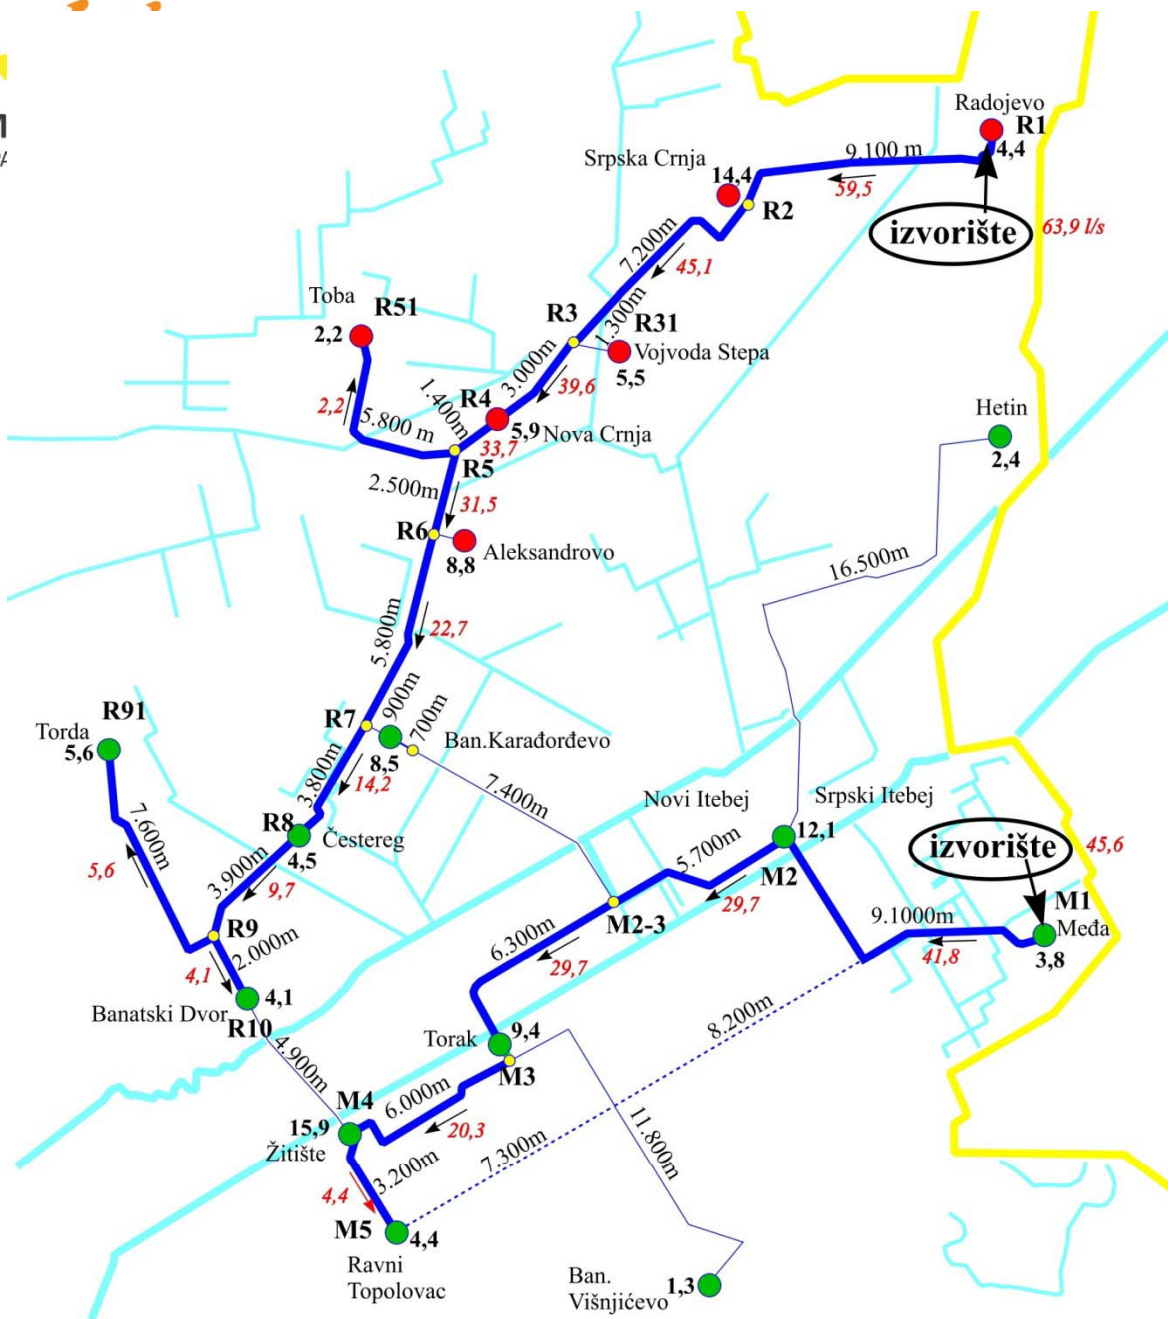 Radojevo
R1
4,4
9.100 m
Srpska Crnja
14,4
59,5
R2
izvorište
63,9 l/s
7.200m
45,1
Toba
R51
2,2
R3
1.300m
R31
Vojvoda Stepa
5,5
3.000m
39,6
1.400m
R4
5,9
Nova Crnja
33,7
2,2
5.800 m
R5
Hetin
2,4
2.500m
31,5
R6
Aleksandrovo
8,8
16.500m
5.800m
22,7
R91
Torda
5,6
R7
900m
700m
Ban.Karađorđevo
8,5
3.800m
14,2
7.400m
Novi Itebej
Srpski Itebej
R8
Čestereg
4,5
12,1
izvorište
45,6
7.600m
5,6
3.900m
9,7
5.700m
M2
29,7
M1
Međa
3,8
9.1000m
41,8
R9
2.000m
4,1
M2-3
6.300m
29,7
4,1
Banatski Dvor
R10
4.900m
Torak
9,4
8.200m
M3
M4
6.000m
15,9
20,3
Žitište
7.300m
11.800m
3.200m
4,4
M5
4,4
Ravni
Topolovac
Ban.
Višnjićevo
1,3